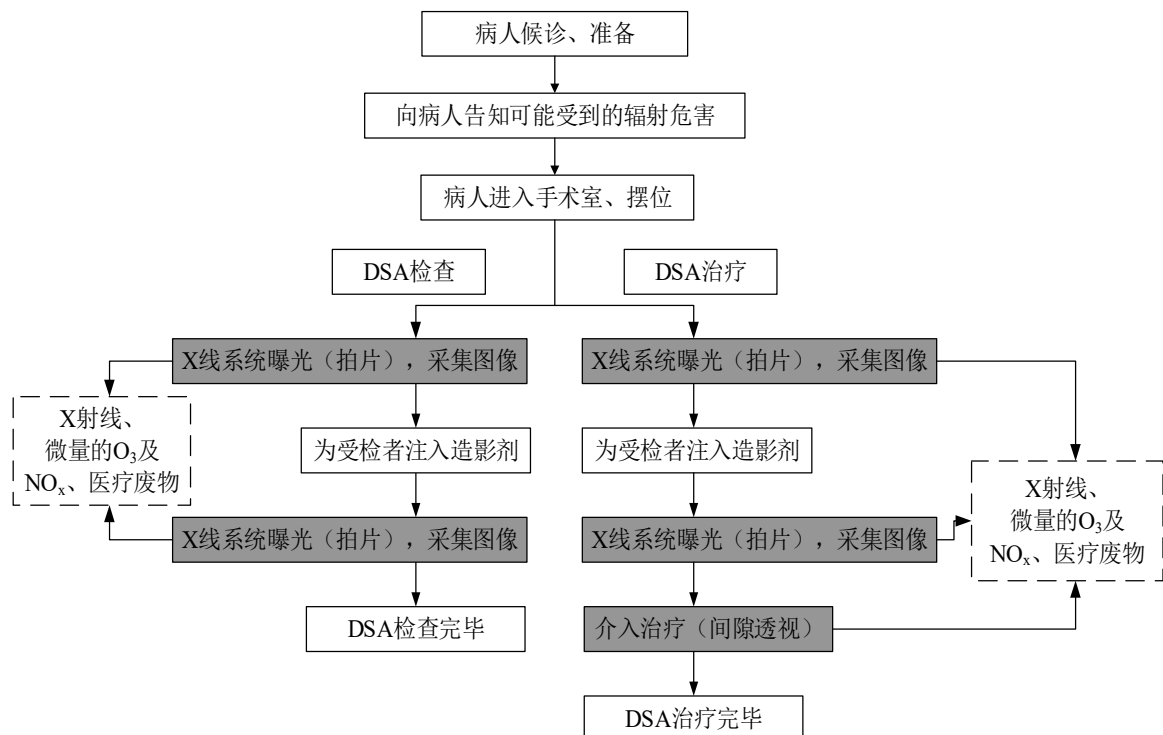 病人候诊、准备
向病人告知可能受到的辐射危害
病人进入手术室、摆位
DSA检查
DSA治疗
X线系统曝光（拍片），采集图像
X线系统曝光（拍片），采集图像
X射线、
微量的O₃及
NOₓ、医疗废物
为受检者注入造影剂
为受检者注入造影剂
X射线、
微量的O₃及
NOₓ、医疗废物
X线系统曝光（拍片），采集图像
X线系统曝光（拍片），采集图像
DSA检查完毕
介入治疗（间隙透视）
DSA治疗完毕